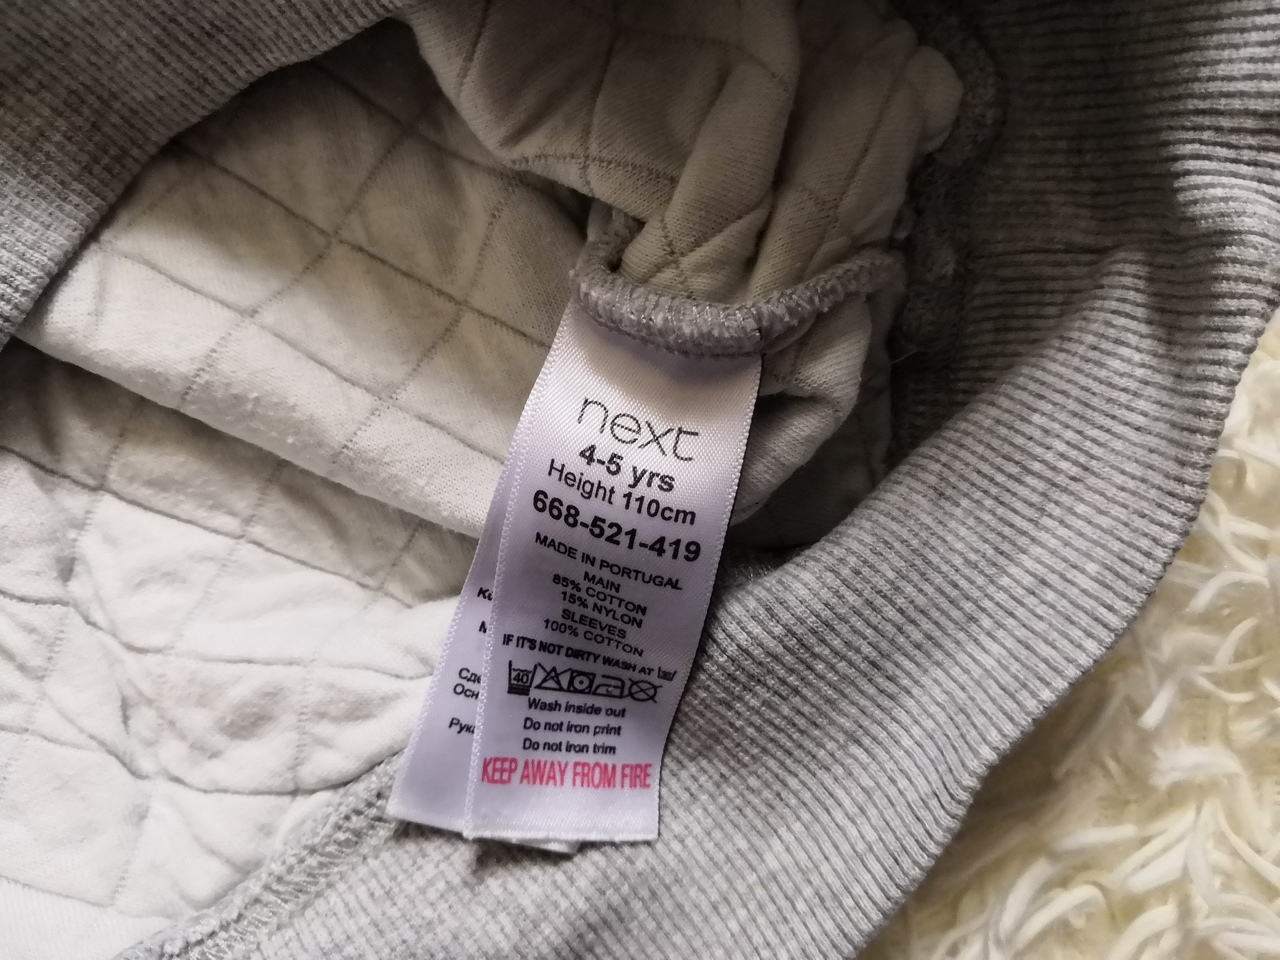 next
4-5 yrs
Height 110cm
668-521-419
MADE IN PORTUGAL
MAIN
85% COTTON
15% NYLON
SLEEVES
100% COTTON
IF IT'S NOT DIRTY WASH AT
40
Wash inside out
Do not iron print
Do not iron trim
KEEP AWAY FROM FIRE